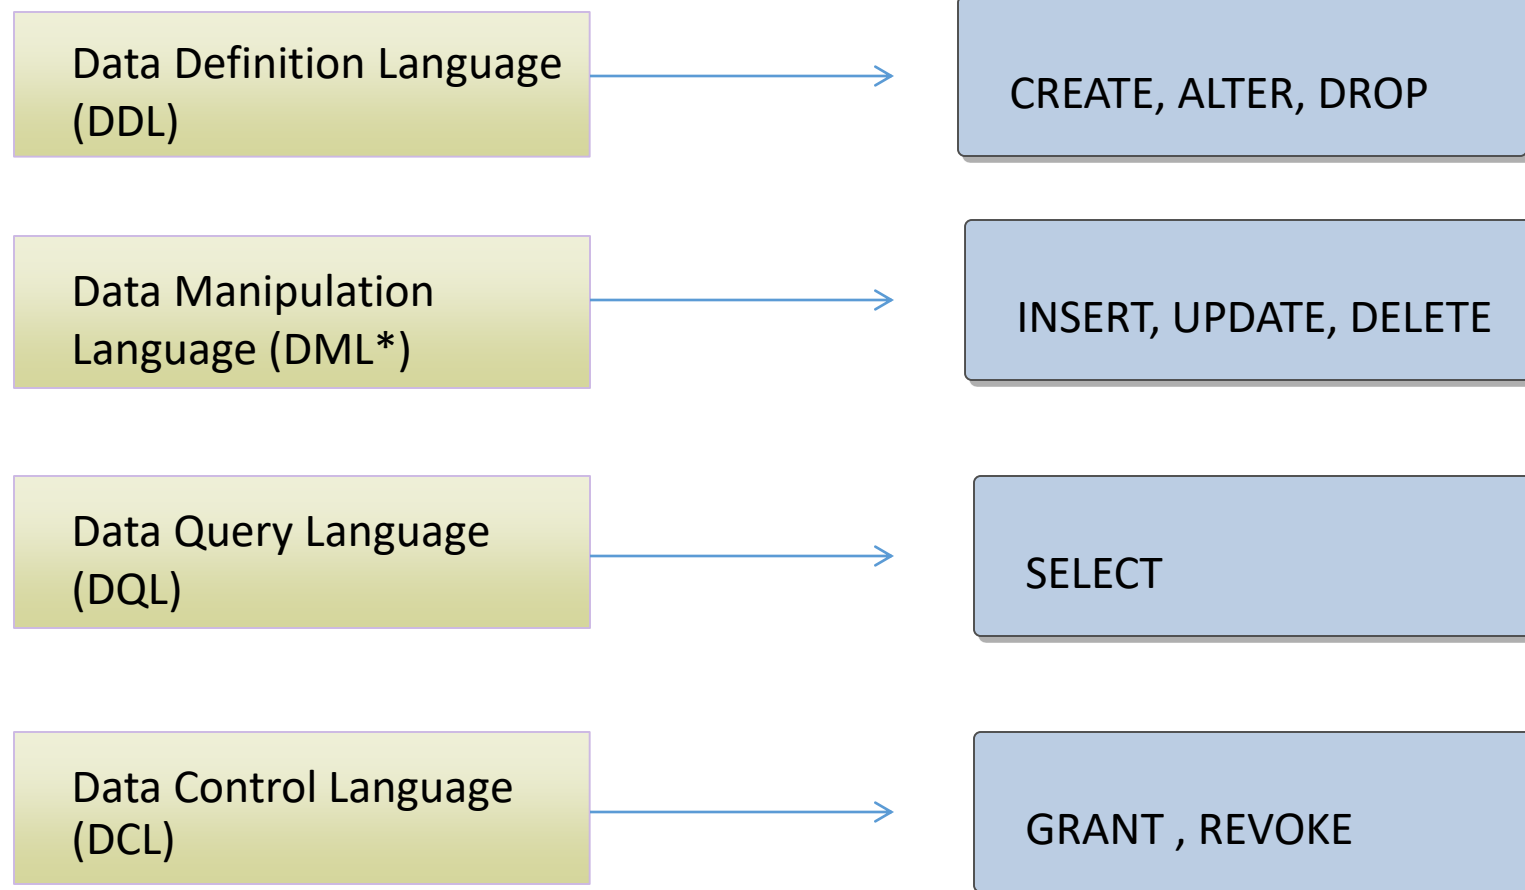 Data Definition Language
(DDL)
CREATE, ALTER, DROP
Data Manipulation
Language (DML*)
INSERT, UPDATE, DELETE
Data Query Language
(DQL)
SELECT
Data Control Language
(DCL)
GRANT , REVOKE